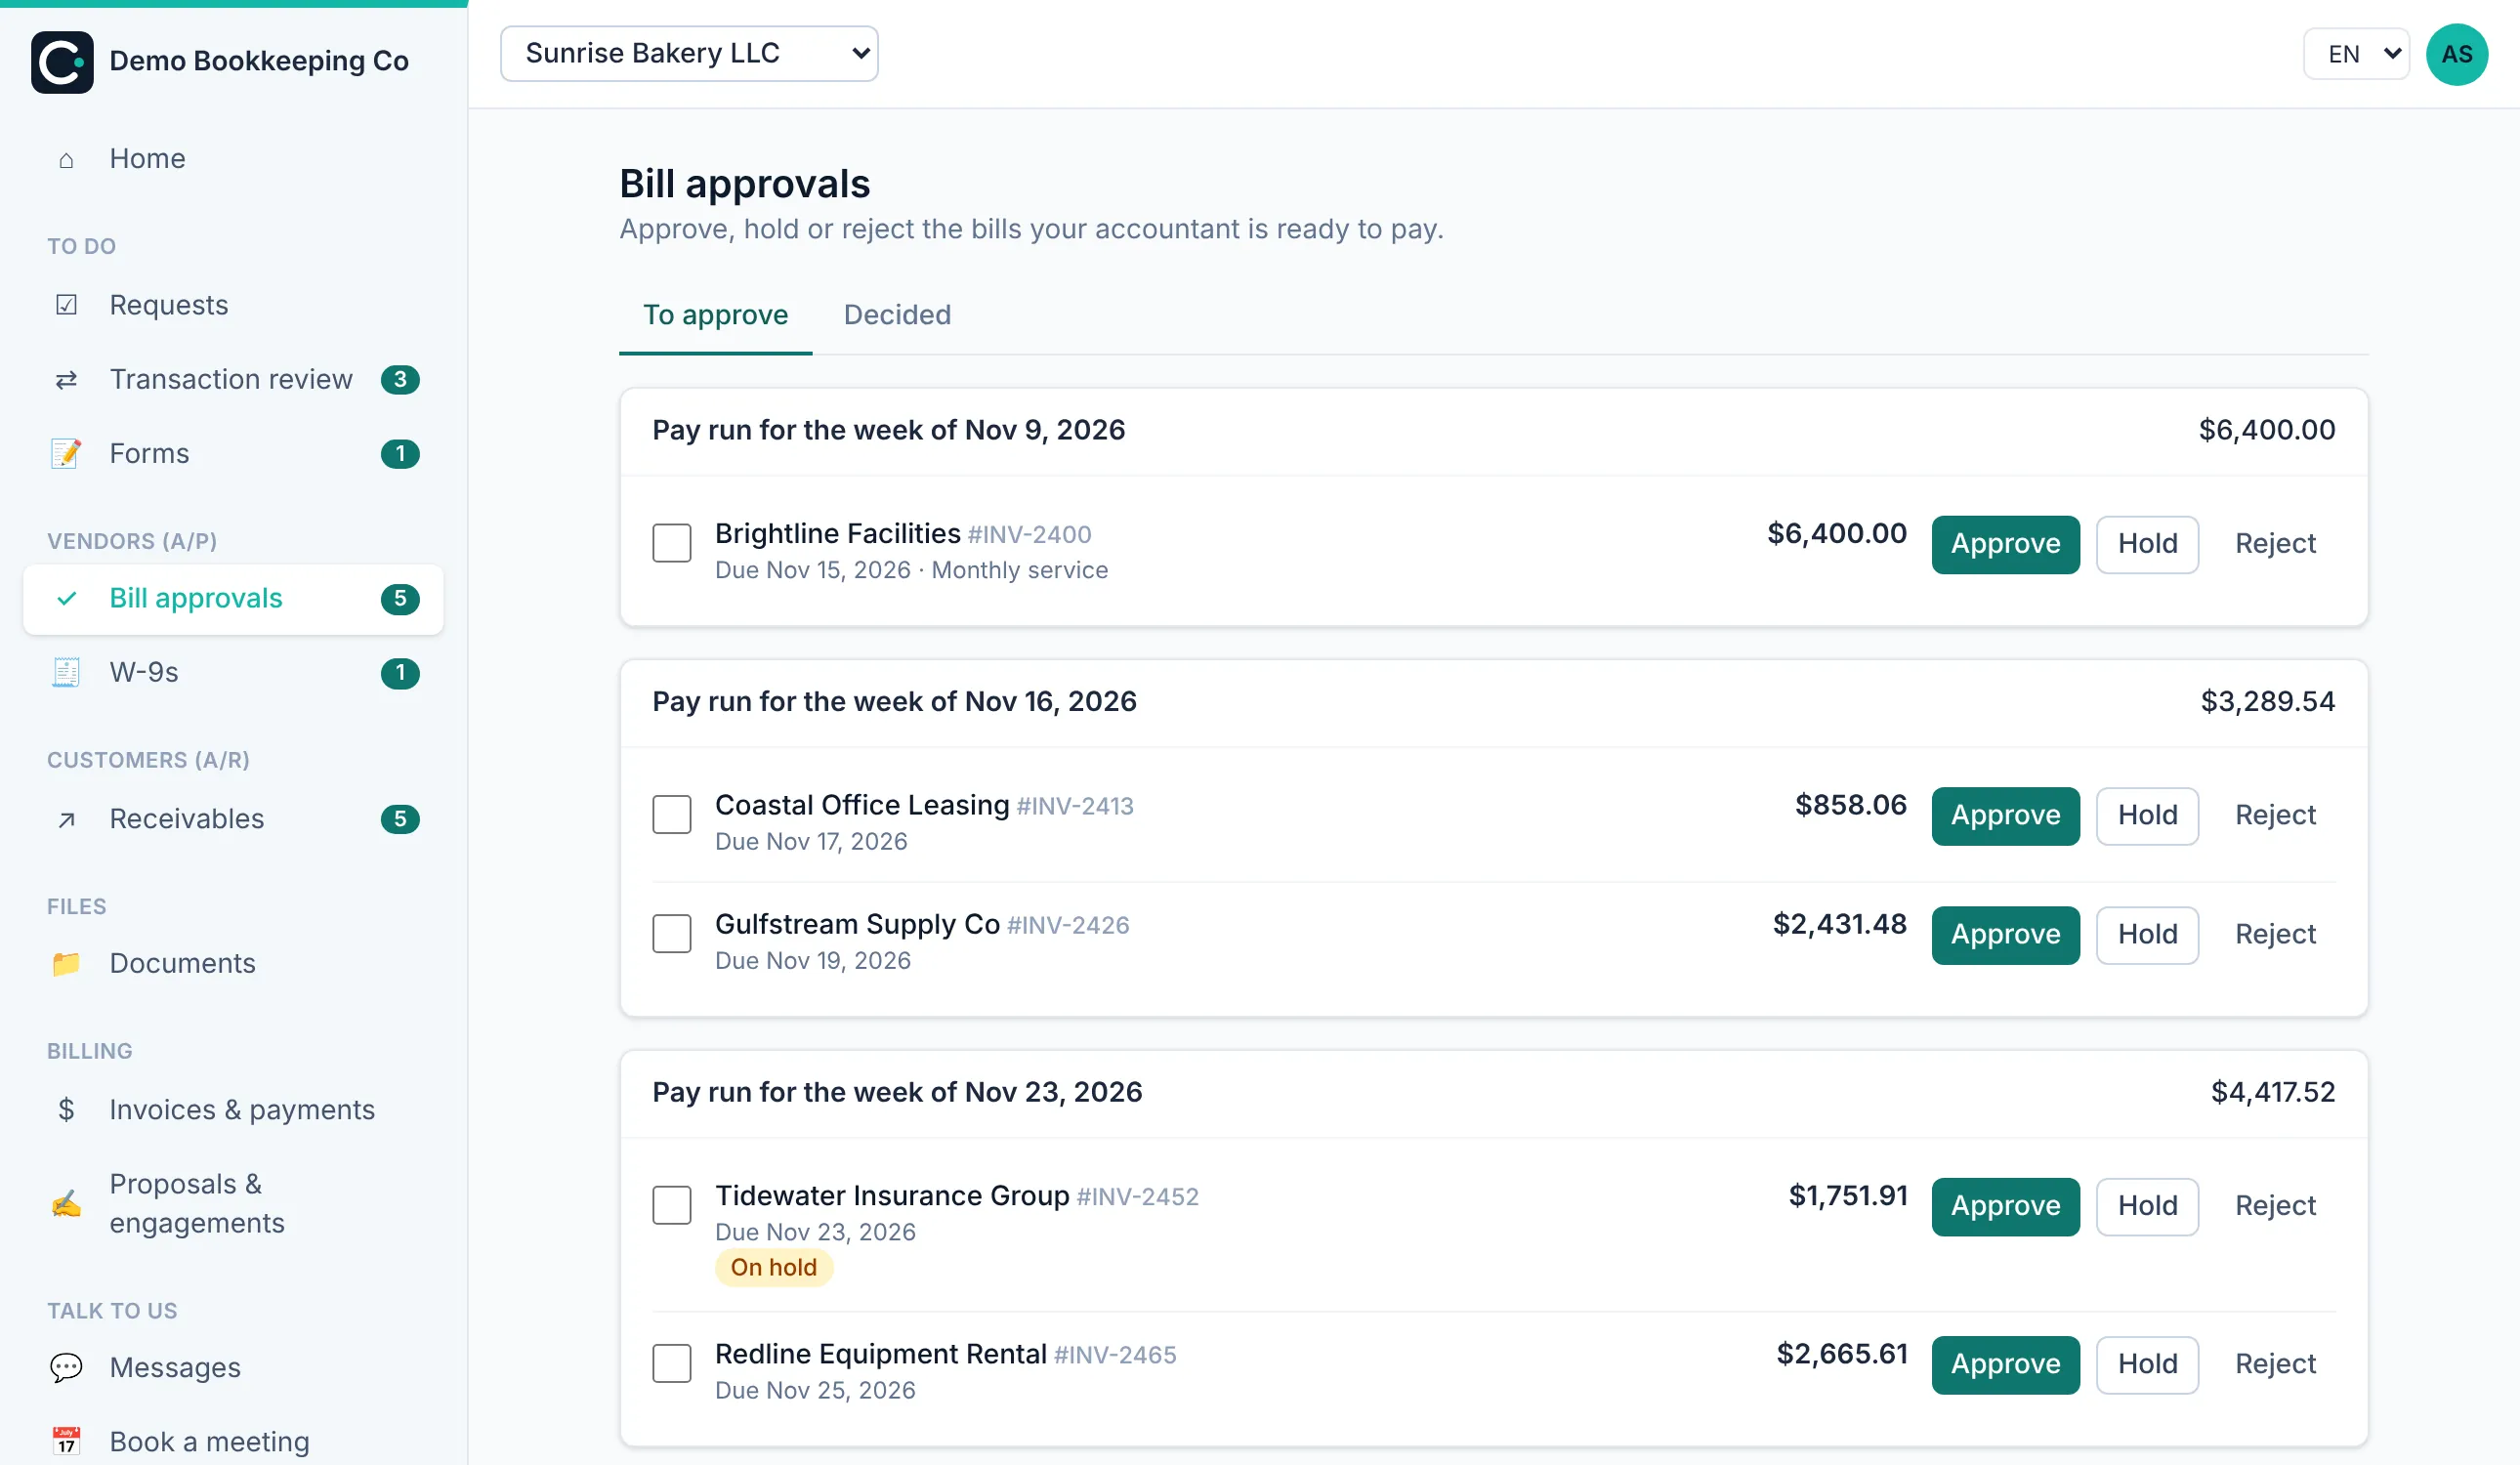 Demo Bookkeeping Co
Sunrise Bakery LLC
EN
AS
Home
TO DO
Requests
Transaction review 3
Forms 1
VENDORS (A/P)
Bill approvals 5
W-9s 1
CUSTOMERS (A/R)
Receivables 5
FILES
Documents
BILLING
$ Invoices & payments
Proposals &
engagements
TALK TO US
Messages
July 17 Book a meeting
Bill approvals
Approve, hold or reject the bills your accountant is ready to pay.
To approve Decided
Pay run for the week of Nov 9, 2026 $6,400.00
Brightline Facilities #INV-2400 $6,400.00 Approve Hold Reject
Due Nov 15, 2026 · Monthly service
Pay run for the week of Nov 16, 2026 $3,289.54
Coastal Office Leasing #INV-2413 $858.06 Approve Hold Reject
Due Nov 17, 2026
Gulfstream Supply Co #INV-2426 $2,431.48 Approve Hold Reject
Due Nov 19, 2026
Pay run for the week of Nov 23, 2026 $4,417.52
Tidewater Insurance Group #INV-2452 $1,751.91 Approve Hold Reject
Due Nov 23, 2026
On hold
Redline Equipment Rental #INV-2465 $2,665.61 Approve Hold Reject
Due Nov 25, 2026